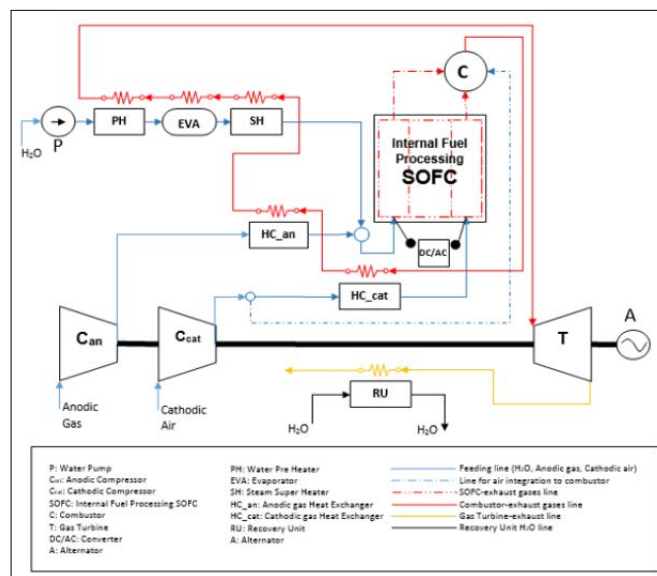 C
PH
EVA
SH
H₂O
P
Internal Fuel
Processing
SOFC
HC_an
DC/AC
HC_cat
Can
Ccat
T
A
Anodic
Gas
Cathodic
Air
RU
H₂O
H₂O
P: Water Pump
Can: Anodic Compressor
Ccat: Cathodic Compressor
SOFC: Internal Fuel Processing SOFC
C: Combustor
T: Gas Turbine
DC/AC: Converter
A: Alternator
PH: Water Pre Heater
EVA: Evaporator
SH: Steam Super Heater
HC_an: Anodic gas Heat Exchanger
HC_cat: Cathodic gas Heat Exchanger
RU: Recovery Unit
A: Alternator
Feeding line (H₂O, Anodic gas, Cathodic air)
Line for air integration to combustor
SOFC-exhaust gases line
Combustor-exhaust gases line
Gas Turbine-exhaust line
Recovery Unit H₂O line